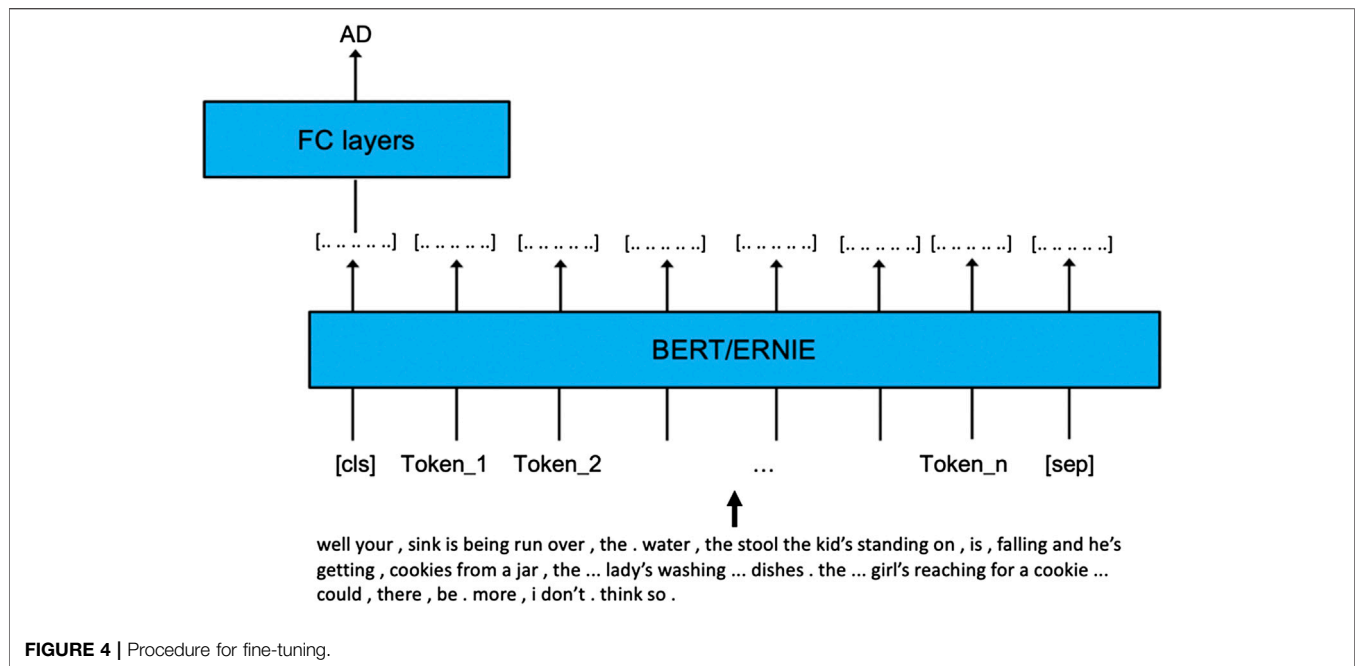 AD
FC layers
[.. .. .. .. ..] [.. .. .. .. ..] [.. .. .. .. ..] [.. .. .. .. ..] [.. .. .. .. ..] [.. .. .. .. ..] [.. .. .. .. ..] [.. .. .. .. ..]
BERT/ERNIE
[cls] Token_1 Token_2 ... Token_n [sep]
well your , sink is being run over , the . water , the stool the kid's standing on , is , falling and he's
getting , cookies from a jar , the ... lady's washing ... dishes . the ... girl's reaching for a cookie ...
could , there , be . more , i don't . think so .
FIGURE 4 | Procedure for fine-tuning.